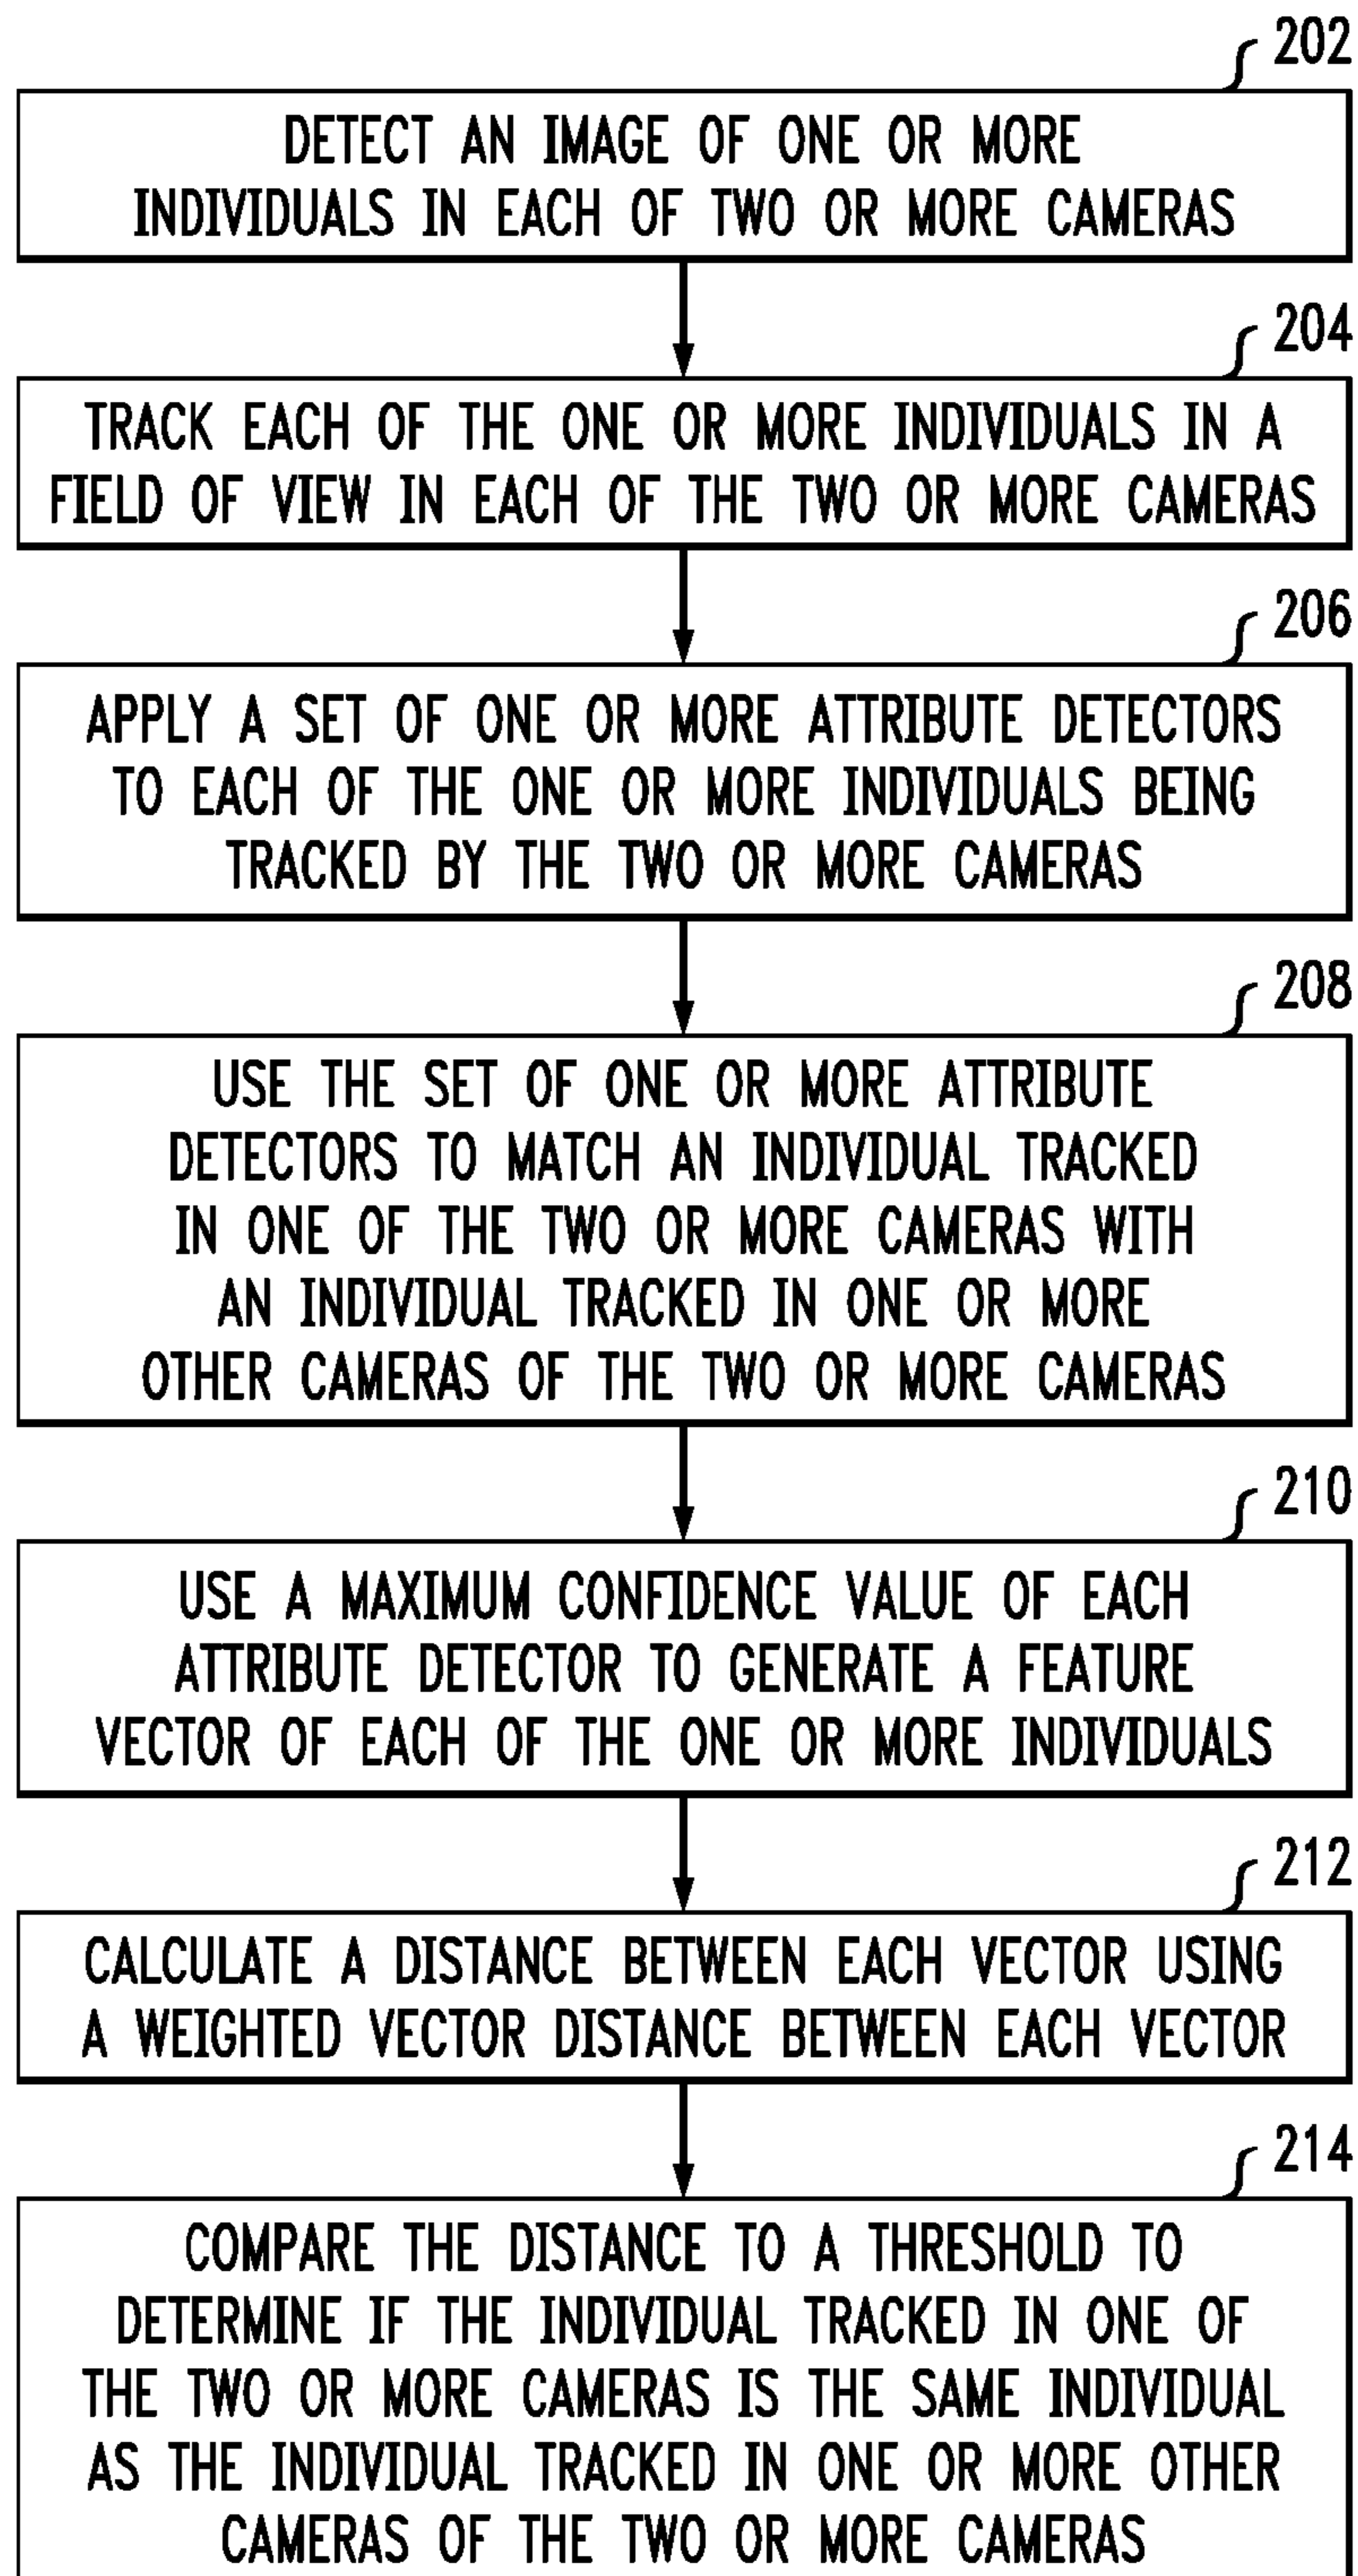 202
DETECT AN IMAGE OF ONE OR MORE
INDIVIDUALS IN EACH OF TWO OR MORE CAMERAS
204
TRACK EACH OF THE ONE OR MORE INDIVIDUALS IN A
FIELD OF VIEW IN EACH OF THE TWO OR MORE CAMERAS
206
APPLY A SET OF ONE OR MORE ATTRIBUTE DETECTORS
TO EACH OF THE ONE OR MORE INDIVIDUALS BEING
TRACKED BY THE TWO OR MORE CAMERAS
208
USE THE SET OF ONE OR MORE ATTRIBUTE
DETECTORS TO MATCH AN INDIVIDUAL TRACKED
IN ONE OF THE TWO OR MORE CAMERAS WITH
AN INDIVIDUAL TRACKED IN ONE OR MORE
OTHER CAMERAS OF THE TWO OR MORE CAMERAS
210
USE A MAXIMUM CONFIDENCE VALUE OF EACH
ATTRIBUTE DETECTOR TO GENERATE A FEATURE
VECTOR OF EACH OF THE ONE OR MORE INDIVIDUALS
212
CALCULATE A DISTANCE BETWEEN EACH VECTOR USING
A WEIGHTED VECTOR DISTANCE BETWEEN EACH VECTOR
214
COMPARE THE DISTANCE TO A THRESHOLD TO
DETERMINE IF THE INDIVIDUAL TRACKED IN ONE OF
THE TWO OR MORE CAMERAS IS THE SAME INDIVIDUAL
AS THE INDIVIDUAL TRACKED IN ONE OR MORE OTHER
CAMERAS OF THE TWO OR MORE CAMERAS